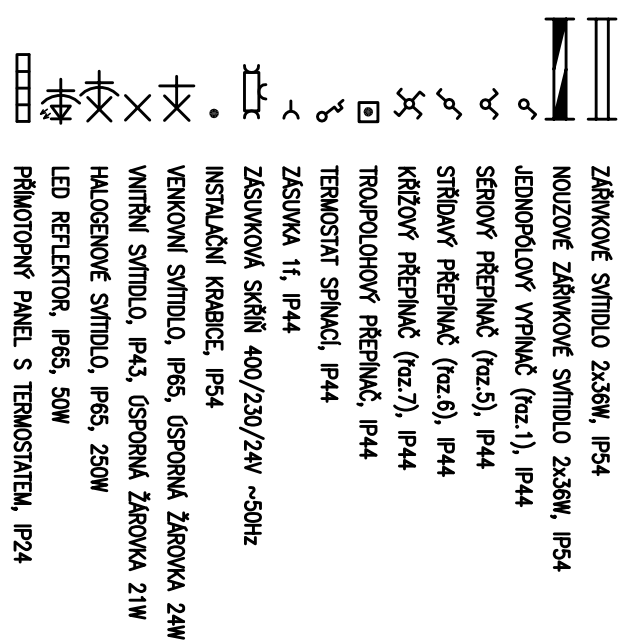 ZÁŘIVKOVÉ SVÍTIDLO 2x36W, IP54
NOUZOVÉ ZÁŘIVKOVÉ SVÍTIDLO 2x36W, IP54
JEDNOPÓLOVÝ VYPÍNAČ (řaz.1), IP44
SÉRIOVÝ PŘEPÍNAČ (řaz.5), IP44
STŘÍDAVÝ PŘEPÍNAČ (řaz.6), IP44
KŘÍŽOVÝ PŘEPÍNAČ (řaz.7), IP44
TROJPOLOHOVÝ PŘEPÍNAČ, IP44
TERMOSTAT SPÍNACÍ, IP44
ZÁSUVKA 1f, IP44
ZÁSUVKOVÁ SKŘÍŇ 400/230/24V ~50Hz
INSTALAČNÍ KRABICE, IP54
VENKOVNÍ SVÍTIDLO, IP65, ÚSPORNÁ ŽÁROVKA 24W
VNITŘNÍ SVÍTIDLO, IP43, ÚSPORNÁ ŽÁROVKA 21W
HALOGENOVÉ SVÍTIDLO, IP65, 250W
LED REFLEKTOR, IP65, 50W
PŘÍMOTOPNÝ PANEL S TERMOSTATEM, IP24